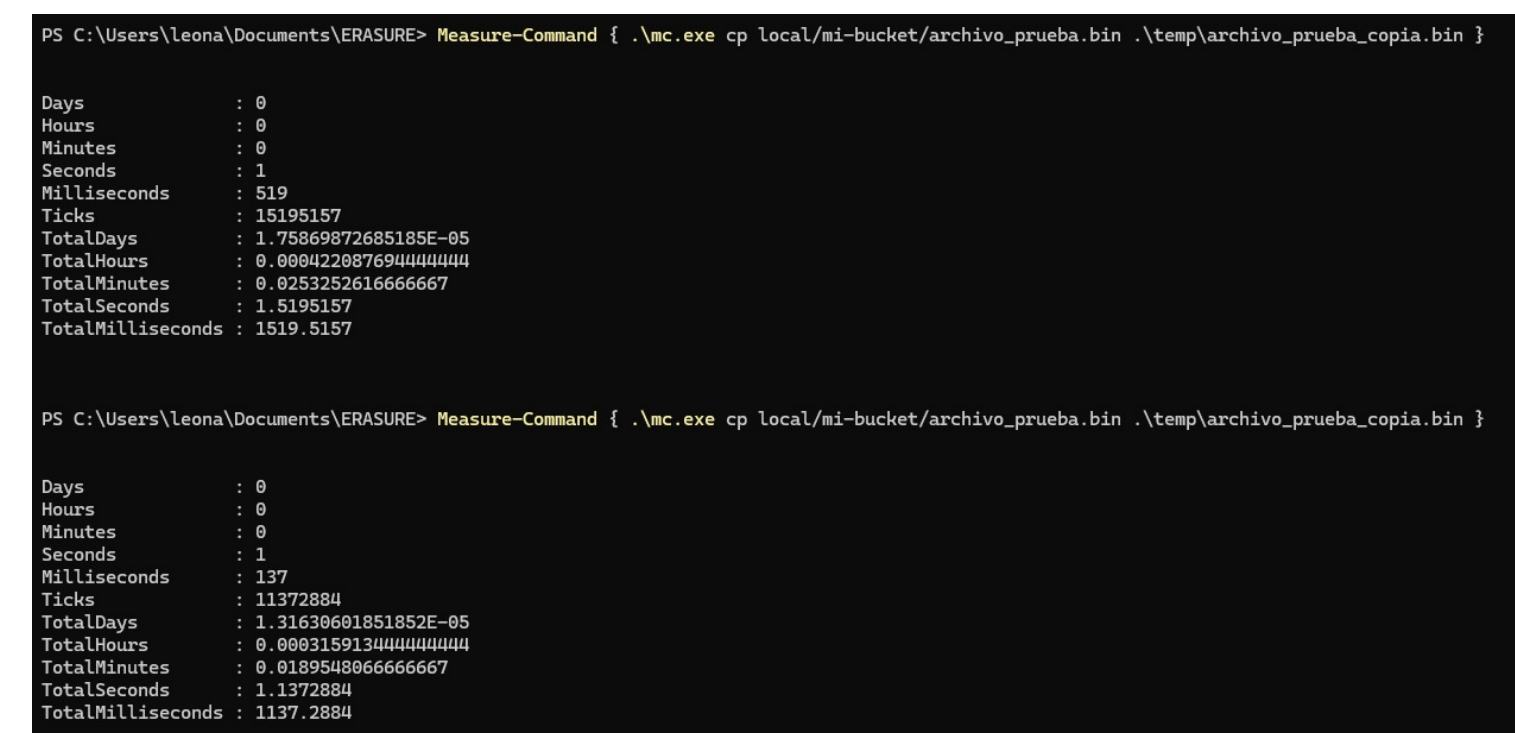 PS C:\Users\leona\Documents\ERASURE> Measure-Command { .\mc.exe cp local/mi-bucket/archivo_prueba.bin .\temp\archivo_prueba_copia.bin }
Days              : 0
Hours             : 0
Minutes           : 0
Seconds           : 1
Milliseconds      : 519
Ticks             : 15195157
TotalDays         : 1.75869872685185E-05
TotalHours        : 0.000422087694444444
TotalMinutes      : 0.0253252616666667
TotalSeconds      : 1.5195157
TotalMilliseconds : 1519.5157
PS C:\Users\leona\Documents\ERASURE> Measure-Command { .\mc.exe cp local/mi-bucket/archivo_prueba.bin .\temp\archivo_prueba_copia.bin }
Days              : 0
Hours             : 0
Minutes           : 0
Seconds           : 1
Milliseconds      : 137
Ticks             : 11372884
TotalDays         : 1.31630601851852E-05
TotalHours        : 0.000315913444444444
TotalMinutes      : 0.0189548066666667
TotalSeconds      : 1.1372884
TotalMilliseconds : 1137.2884